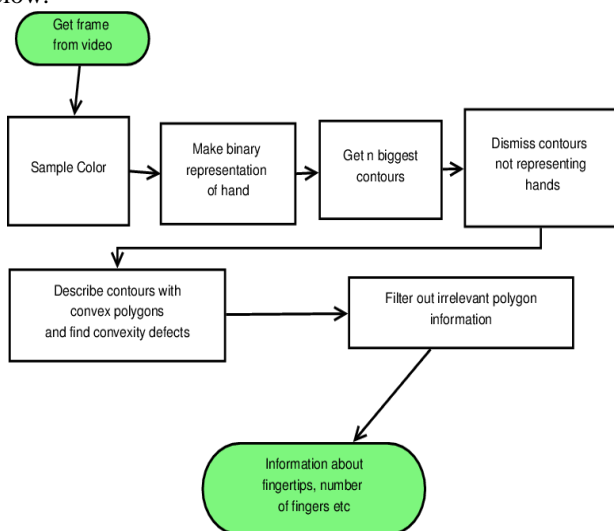 Get frame
from video
Sample Color
Make binary
representation
of hand
Get n biggest
contours
Dismiss contours
not representing
hands
Describe contours with
convex polygons
and find convexity defects
Filter out irrelevant polygon
information
Information about
fingertips, number
of fingers etc